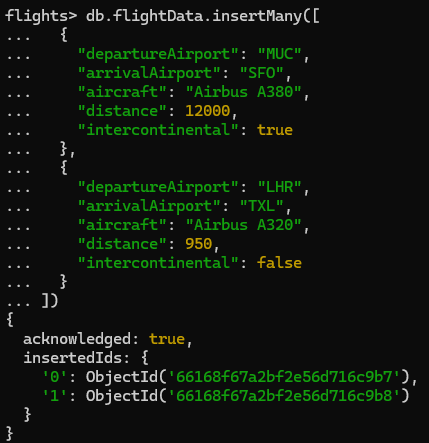 flights> db.flightData.insertMany([
...   {
...     "departureAirport": "MUC",
...     "arrivalAirport": "SFO",
...     "aircraft": "Airbus A380",
...     "distance": 12000,
...     "intercontinental": true
...   },
...   {
...     "departureAirport": "LHR",
...     "arrivalAirport": "TXL",
...     "aircraft": "Airbus A320",
...     "distance": 950,
...     "intercontinental": false
...   }
... ])
{
  acknowledged: true,
  insertedIds: {
    '0': ObjectId('66168f67a2bf2e56d716c9b7'),
    '1': ObjectId('66168f67a2bf2e56d716c9b8')
  }
}